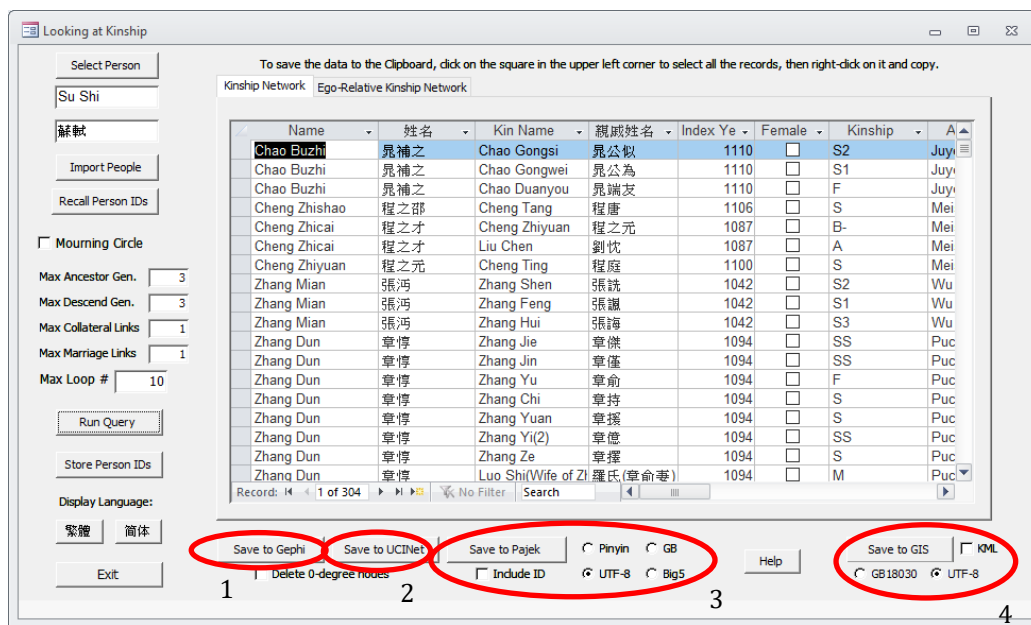 Looking at Kinship
Select Person
Su Shi
蘇軾
Import People
Recall Person IDs
Mourning Circle
Max Ancestor Gen. 3
Max Descend Gen. 3
Max Collateral Links 1
Max Marriage Links 1
Max Loop # 10
Run Query
Store Person IDs
Display Language:
繁體 简体
Exit
To save the data to the Clipboard, click on the square in the upper left corner to select all the records, then right-click on it and copy.
Kinship Network Ego-Relative Kinship Network
Name 姓名 Kin Name 親戚姓名 Index Ye Female Kinship A
Chao Buzhi 晁補之 Chao Gongsi 晁公似 1110 S2 Juy
Chao Buzhi 晁補之 Chao Gongwei 晁公為 1110 S1 Juy
Chao Buzhi 晁補之 Chao Duanyou 晁端友 1110 F Juy
Cheng Zhishao 程之邵 Cheng Tang 程唐 1106 S Mei
Cheng Zhicai 程之才 Cheng Zhiyuan 程之元 1087 B- Mei
Cheng Zhicai 程之才 Liu Chen 劉忱 1087 A Mei
Cheng Zhiyuan 程之元 Cheng Ting 程庭 1100 S Mei
Zhang Mian 張沔 Zhang Shen 張詵 1042 S2 Wu
Zhang Mian 張沔 Zhang Feng 張諷 1042 S1 Wu
Zhang Mian 張沔 Zhang Hui 張誨 1042 S3 Wu
Zhang Dun 章惇 Zhang Jie 章傑 1094 SS Puc
Zhang Dun 章惇 Zhang Jin 章僅 1094 SS Puc
Zhang Dun 章惇 Zhang Yu 章俞 1094 F Puc
Zhang Dun 章惇 Zhang Chi 章持 1094 S Puc
Zhang Dun 章惇 Zhang Yuan 章援 1094 S Puc
Zhang Dun 章惇 Zhang Yi(2) 章億 1094 SS Puc
Zhang Dun 章惇 Zhang Ze 章擇 1094 S Puc
Zhang Dun 章惇 Luo Shi(Wife of Zh 羅氏(章俞妻) 1094 M Puc
Record: 1 of 304 No Filter Search
Save to Gephi Save to UCINet Save to Pajek Pinyin GB Help Save to GIS KML
Delete 0-degree nodes Include ID UTF-8 Big5 GB18030 UTF-8
1 2 3 4